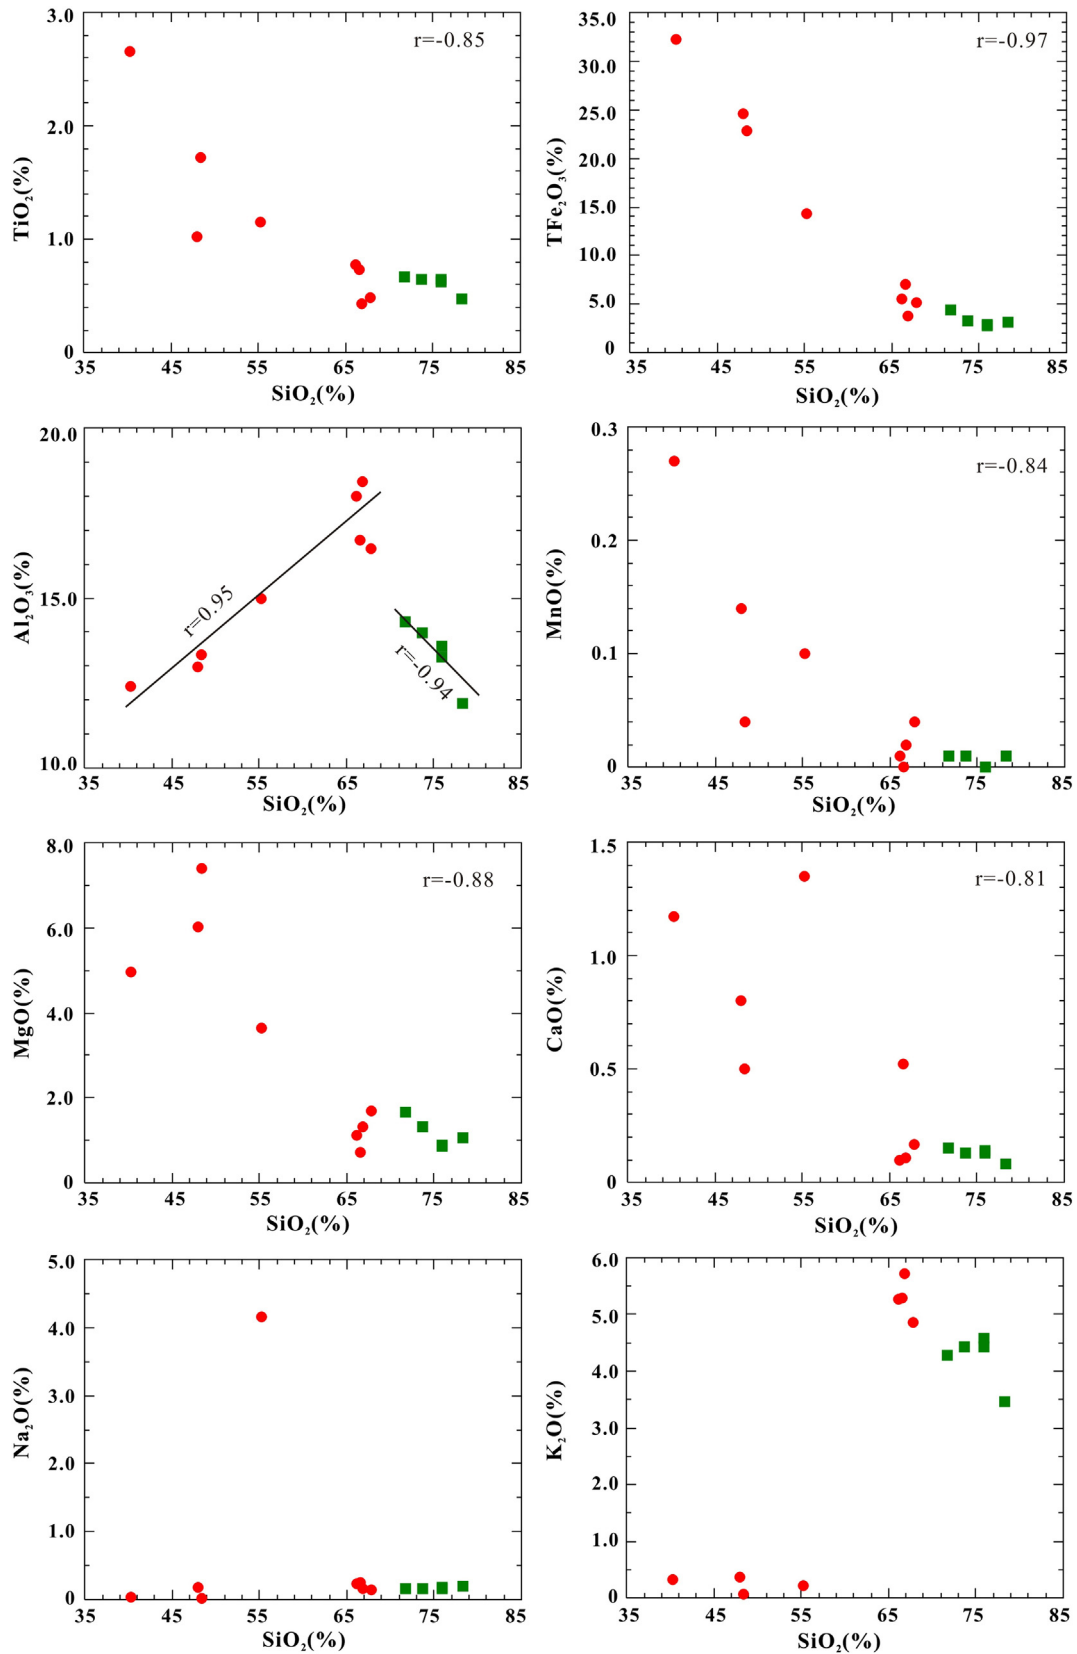 3.0
2.0
1.0
0
TiO₂(%)
r=-0.85
35 45 55 65 75 85
SiO₂(%)
35.0
30.0
25.0
20.0
15.0
10.0
5.0
0
TFe₂O₃(%)
r=-0.97
35 45 55 65 75 85
SiO₂(%)
20.0
15.0
10.0
Al₂O₃(%)
r=0.95
r=-0.94
35 45 55 65 75 85
SiO₂(%)
0.3
0.2
0.1
0
MnO(%)
r=-0.84
35 45 55 65 75 85
SiO₂(%)
8.0
6.0
4.0
2.0
0
MgO(%)
r=-0.88
35 45 55 65 75 85
SiO₂(%)
1.5
1.0
0.5
0
CaO(%)
r=-0.81
35 45 55 65 75 85
SiO₂(%)
5.0
4.0
3.0
2.0
1.0
0
Na₂O(%)
35 45 55 65 75 85
SiO₂(%)
6.0
5.0
4.0
3.0
2.0
1.0
0
K₂O(%)
35 45 55 65 75 85
SiO₂(%)